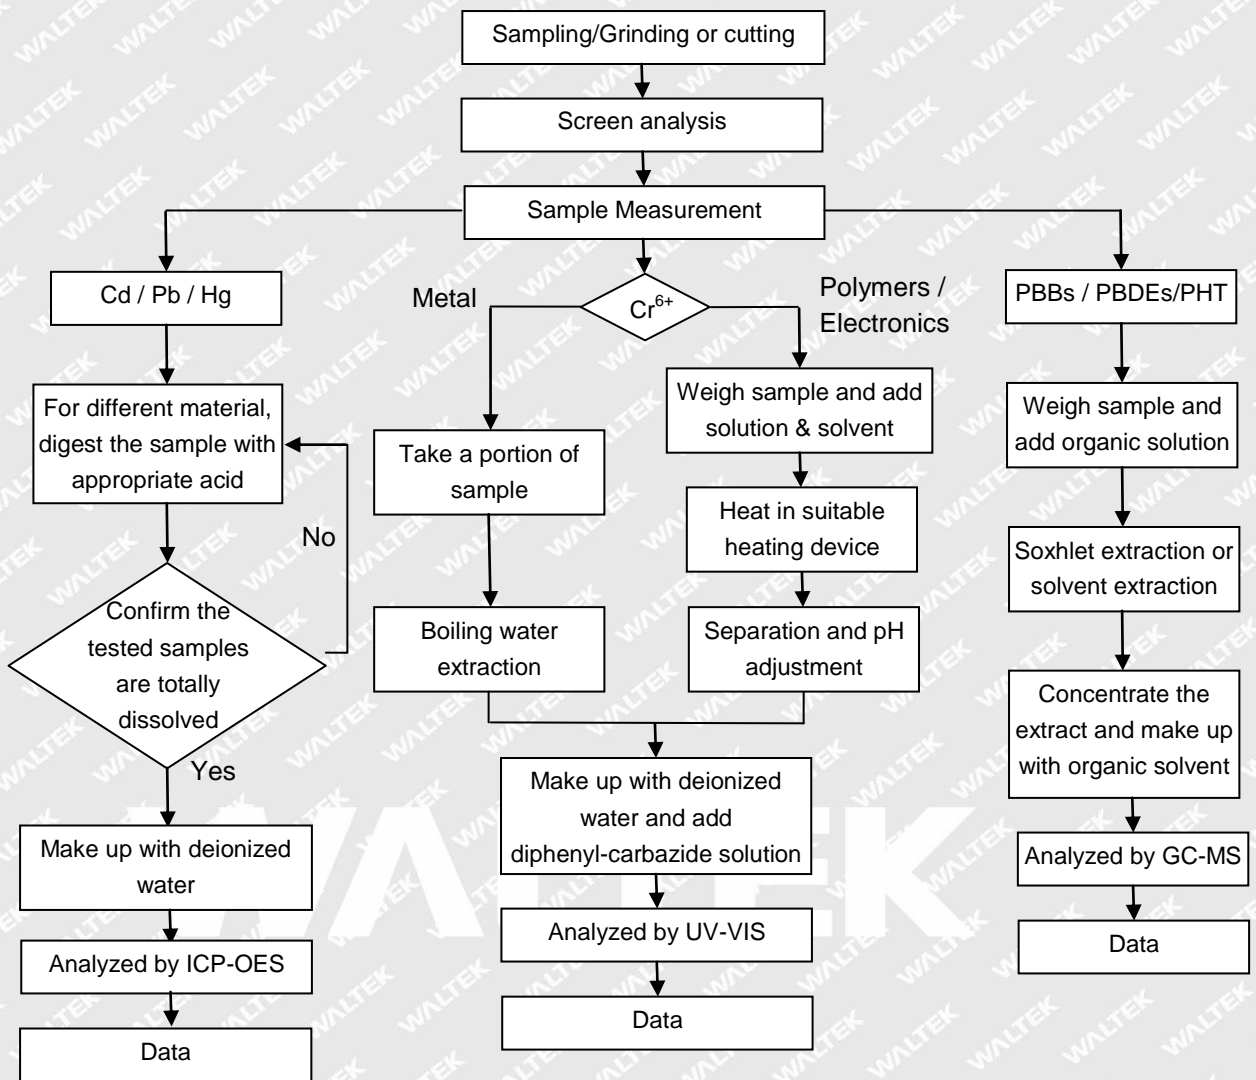 Sampling/Grinding or cutting
Screen analysis
Sample Measurement
Cd / Pb / Hg
For different material,
digest the sample with
appropriate acid
No
Confirm the
tested samples
are totally
dissolved
Yes
Make up with deionized
water
Analyzed by ICP-OES
Data
Cr6+
Metal
Take a portion of
sample
Boiling water
extraction
Polymers /
Electronics
Weigh sample and add
solution & solvent
Heat in suitable
heating device
Separation and pH
adjustment
Make up with deionized
water and add
diphenyl-carbazide solution
Analyzed by UV-VIS
Data
PBBs / PBDEs/PHT
Weigh sample and
add organic solution
Soxhlet extraction or
solvent extraction
Concentrate the
extract and make up
with organic solvent
Analyzed by GC-MS
Data
WALTEK